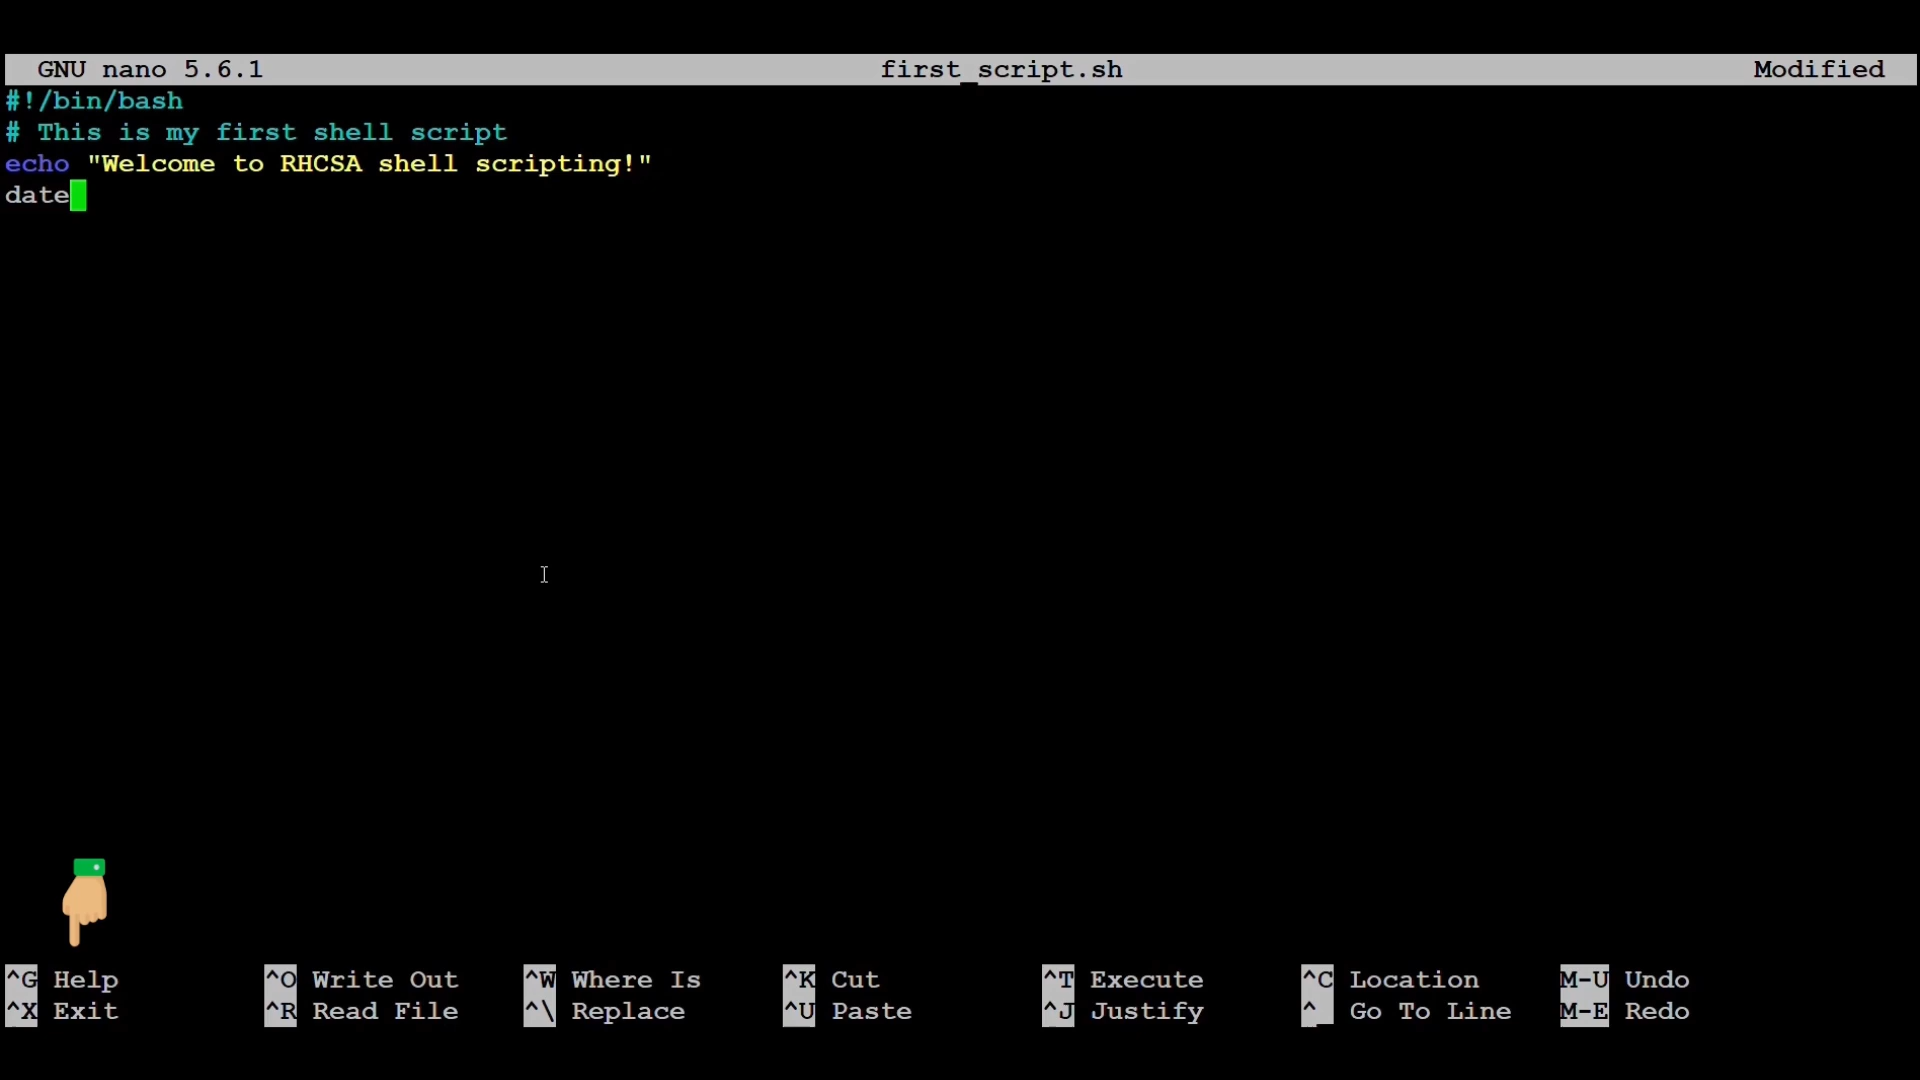 GNU nano 5.6.1 first_script.sh Modified
#!/bin/bash
# This is my first shell script
echo "Welcome to RHCSA shell scripting!"
date
^G Help ^O Write Out ^W Where Is ^K Cut ^T Execute ^C Location M-U Undo
^X Exit ^R Read File ^\ Replace ^U Paste ^J Justify ^_ Go To Line M-E Redo